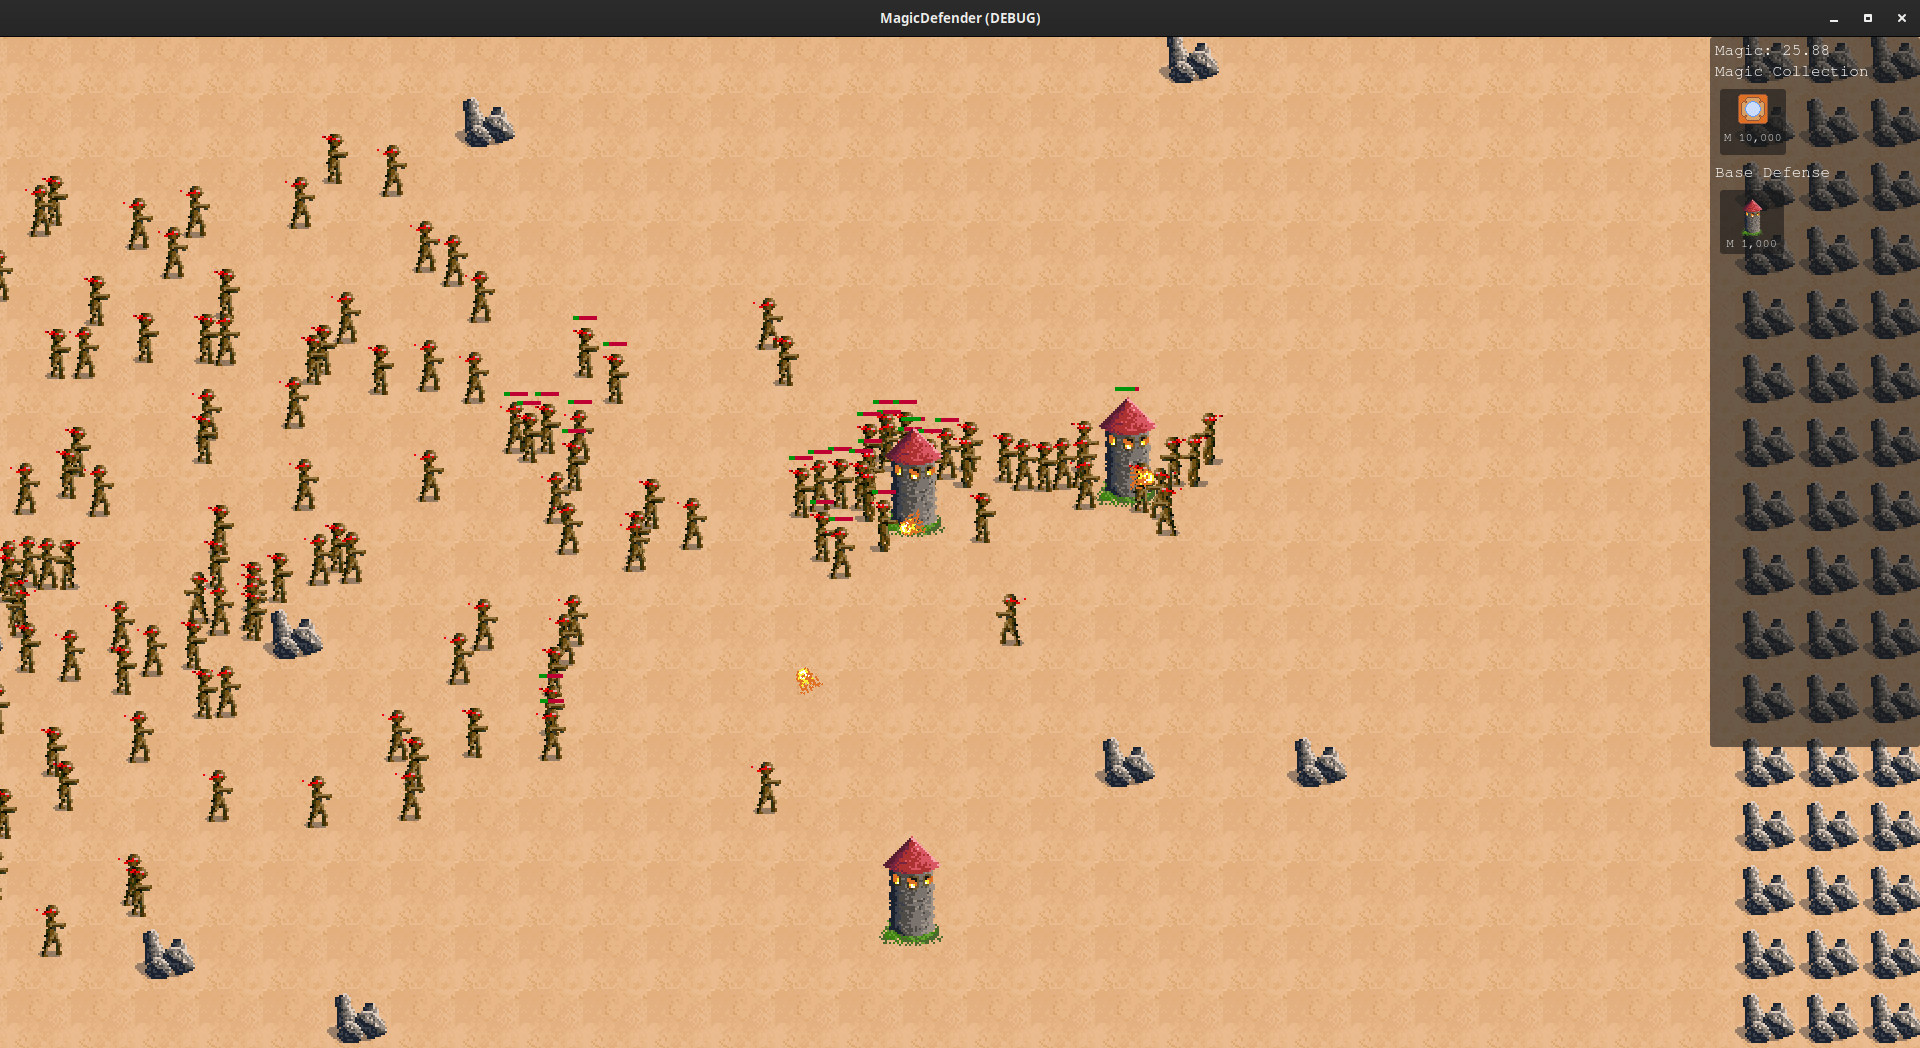 MagicDefender (DEBUG)
Magic: 25.88
Magic Collection
M 10,000
Base Defense
M 1,000